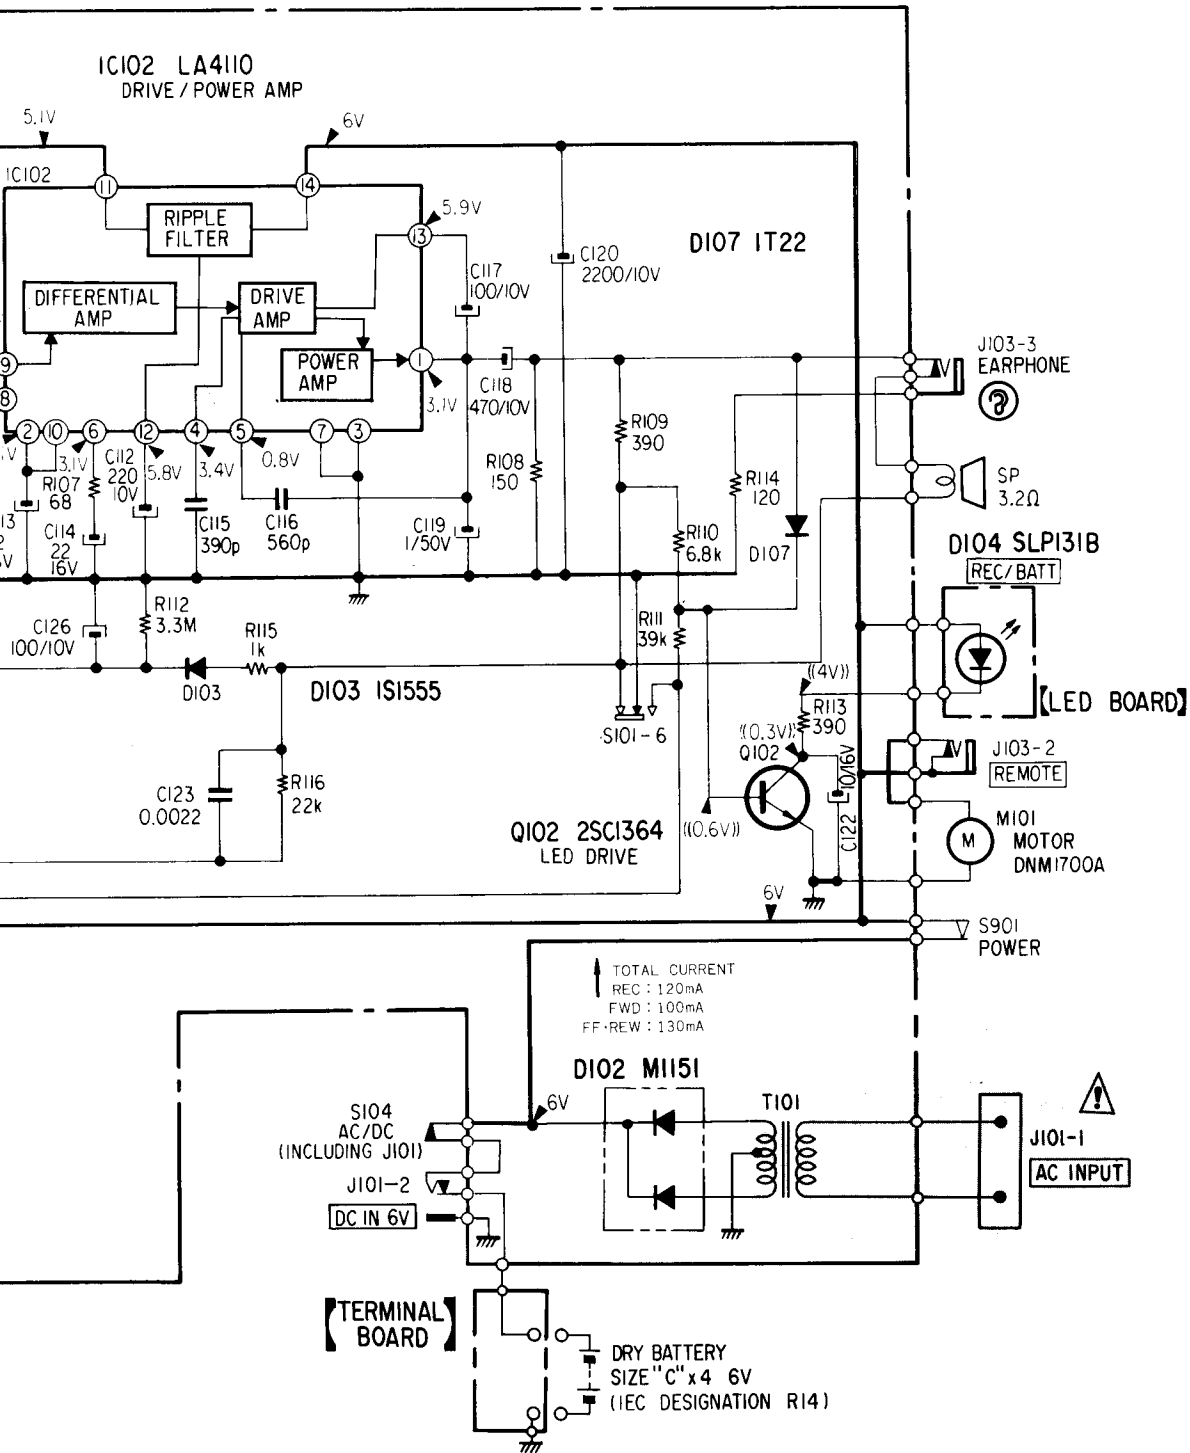 IC102 LA4110
DRIVE / POWER AMP
5.1V
6V
IC102
11
14
RIPPLE
FILTER
5.9V
13
D107 1T22
C117
100/10V
C120
2200/10V
DIFFERENTIAL
AMP
DRIVE
AMP
POWER
AMP
9
8
1
C118
470/10V
3.1V
J103-3
EARPHONE
2
10
6
12
4
5
7
3
3.1V
C112
220
10V
5.8V
3.4V
0.8V
R107
68
R108
150
R109
390
R114
120
SP
3.2Ω
C114
22
16V
C115
390p
C116
560p
C119
1/50V
R110
6.8k
D107
D104 SLP131B
REC/BATT
C126
100/10V
R112
3.3M
R115
1k
R111
39k
D103
D103 1S1555
((4V))
R113
390
【LED BOARD】
S101-6
((0.3V))
Q102
10/16V
C122
J103-2
REMOTE
C123
0.0022
R116
22k
Q102 2SC1364
LED DRIVE
((0.6V))
M
M101
MOTOR
DNM1700A
6V
S901
POWER
TOTAL CURRENT
REC : 120mA
FWD : 100mA
FF·REW : 130mA
D102 M1151
S104
AC/DC
(INCLUDING J101)
6V
T101
J101-2
DC IN 6V
J101-1
AC INPUT
【TERMINAL
BOARD】
DRY BATTERY
SIZE "C" x 4 6V
(IEC DESIGNATION R14)